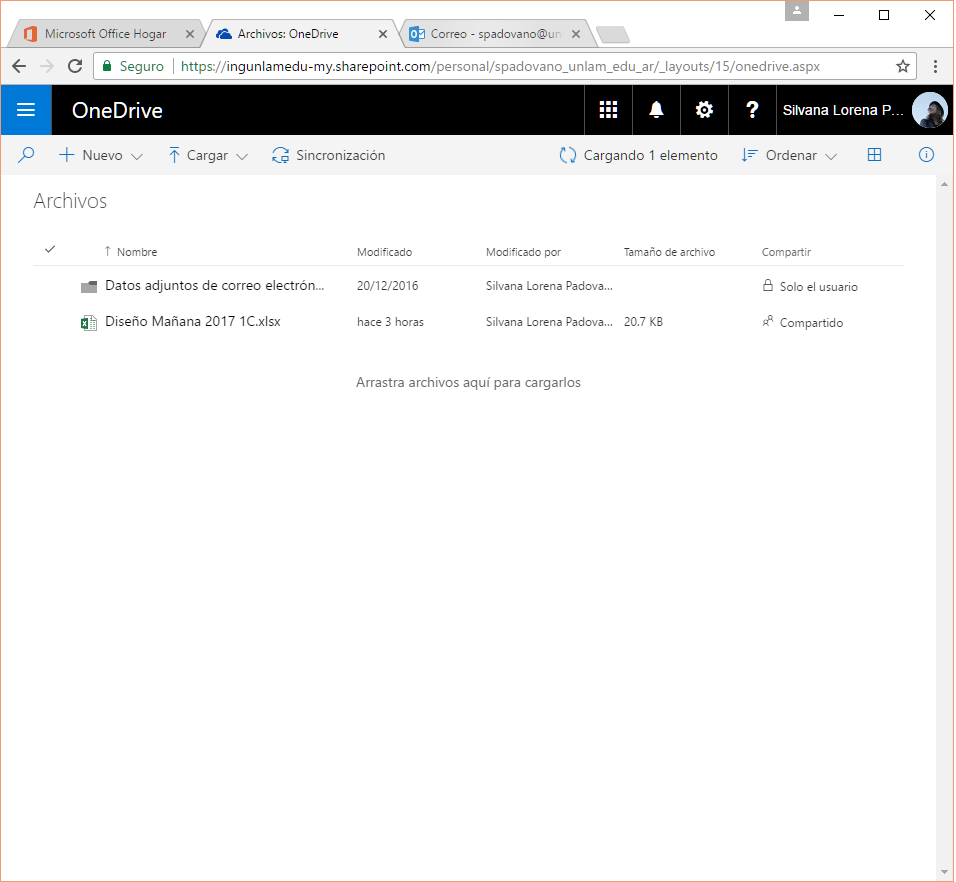 Microsoft Office Hogar
Archivos: OneDrive
Correo - spadovano@un
Seguro https://ingunlamedu-my.sharepoint.com/personal/spadovano_unlam_edu_ar/_layouts/15/onedrive.aspx
OneDrive
? Silvana Lorena P...
Nuevo Cargar Sincronización Cargando 1 elemento Ordenar
Archivos
Nombre Modificado Modificado por Tamaño de archivo Compartir
Datos adjuntos de correo electrón... 20/12/2016 Silvana Lorena Padova... Solo el usuario
Diseño Mañana 2017 1C.xlsx hace 3 horas Silvana Lorena Padova... 20.7 KB Compartido
Arrastra archivos aquí para cargarlos